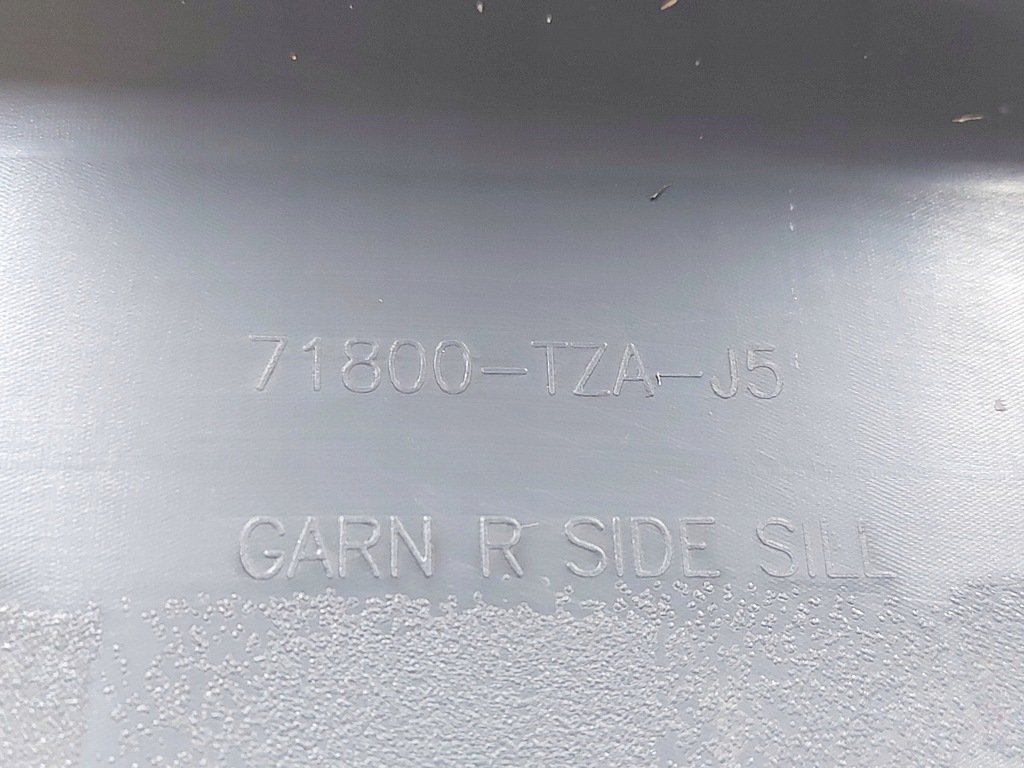 71800-TZA-J5
GARN R SIDE SILL